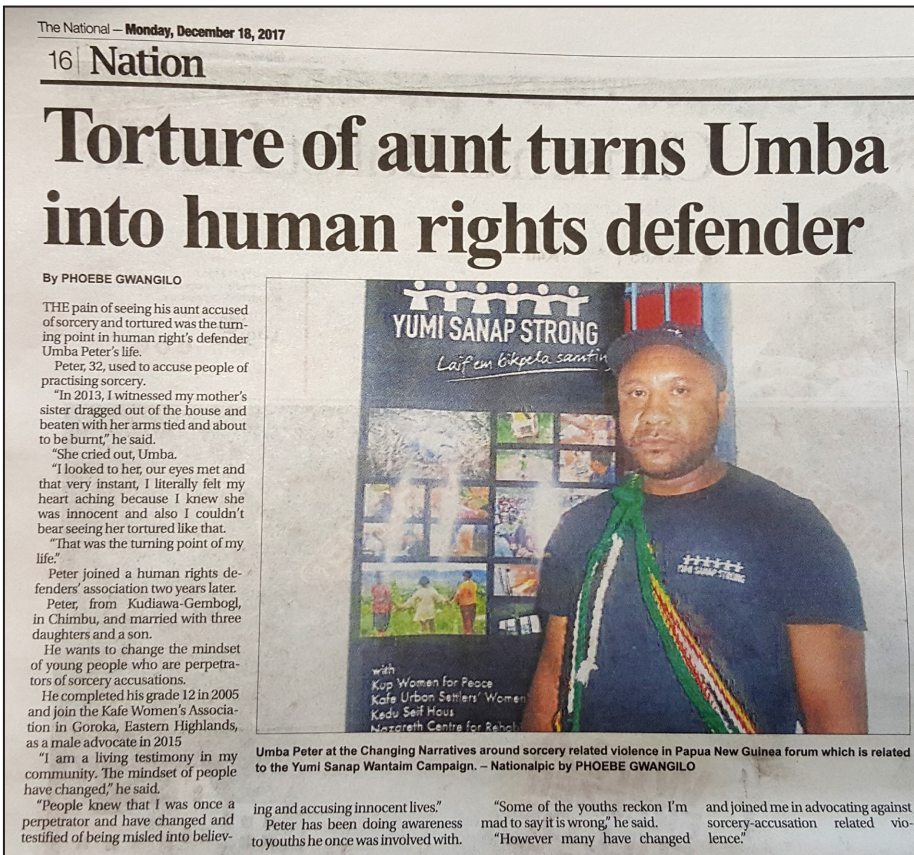 The National – Monday, December 18, 2017
16 Nation
Torture of aunt turns Umba
into human rights defender
By PHOEBE GWANGILO
THE pain of seeing his aunt accused
of sorcery and tortured was the turn-
ing point in human right's defender
Umba Peter's life.
Peter, 32, used to accuse people of
practising sorcery.
"In 2013, I witnessed my mother's
sister dragged out of the house and
beaten with her arms tied and about
to be burnt," he said.
"She cried out, Umba.
"I looked to her, our eyes met and
that very instant, I literally felt my
heart aching because I knew she
was innocent and also I couldn't
bear seeing her tortured like that.
"That was the turning point of my
life."
Peter joined a human rights de-
fenders' association two years later.
Peter, from Kudiawa-Gembogl,
in Chimbu, and married with three
daughters and a son.
He wants to change the mindset
of young people who are perpetra-
tors of sorcery accusations.
He completed his grade 12 in 2005
and join the Kafe Women's Associa-
tion in Goroka, Eastern Highlands,
as a male advocate in 2015
"I am a living testimony in my
community. The mindset of people
have changed," he said.
"People knew that I was once a
perpetrator and have changed and
testified of being misled into believ-
YUMI SANAP STRONG
Laif em bikpela samtin
YUMI SANAP STRONG
with
Kup Women for Peace
Kafe Urban Settlers' Women
Kedu Seif Haus
Nazareth Centre for Rehabi
Umba Peter at the Changing Narratives around sorcery related violence in Papua New Guinea forum which is related
to the Yumi Sanap Wantaim Campaign. – Nationalpic by PHOEBE GWANGILO
ing and accusing innocent lives."
Peter has been doing awareness
to youths he once was involved with.
"Some of the youths reckon I'm
mad to say it is wrong," he said.
"However many have changed
and joined me in advocating against
sorcery-accusation related vio-
lence."